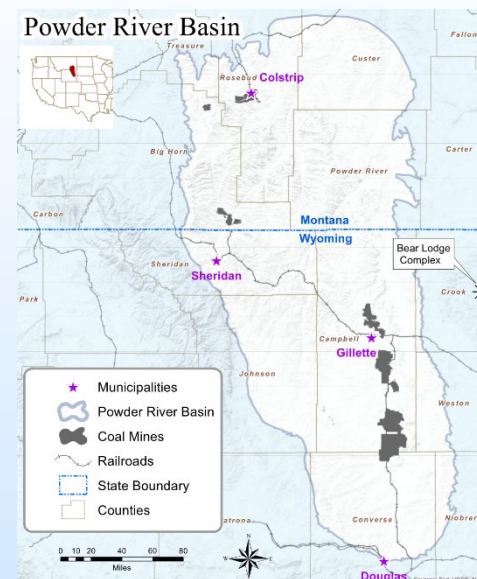 Powder River Basin
Treasure
Rosebud
Custer
Fallon
Colstrip
Big Horn
Powder River
Carter
Carbon
Montana
Wyoming
Bear Lodge
Complex
Sheridan
Sheridan
Crook
Park
Campbell
Gillette
Johnson
Weston
Municipalities
Powder River Basin
Coal Mines
Railroads
State Boundary
Counties
Converse
Niobrara
0 10 20 40 60 80
Miles
Douglas